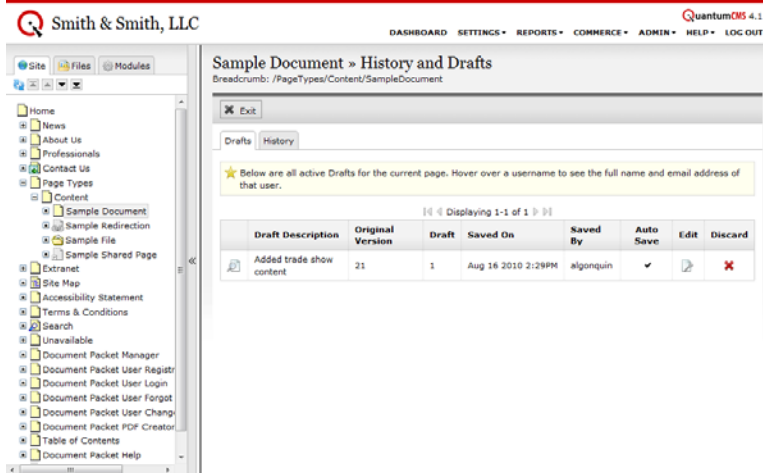 Smith & Smith, LLC
QuantumCMS 4.1
DASHBOARD SETTINGS REPORTS COMMERCE ADMIN HELP LOG OUT
Site Files Modules
Home
News
About Us
Professionals
Contact Us
Page Types
Content
Sample Document
Sample Redirection
Sample File
Sample Shared Page
Extranet
Site Map
Accessibility Statement
Terms & Conditions
Search
Unavailable
Document Packet Manager
Document Packet User Registr
Document Packet User Login
Document Packet User Forgot
Document Packet User Chang
Document Packet PDF Creator
Table of Contents
Document Packet Help
Sample Document » History and Drafts
Breadcrumb: /PageTypes/Content/SampleDocument
Exit
Drafts History
Below are all active Drafts for the current page. Hover over a username to see the full name and email address of
that user.
Displaying 1-1 of 1
Draft Description Original Version Draft Saved On Saved By Auto Save Edit Discard
Added trade show content 21 1 Aug 16 2010 2:29PM algonquin